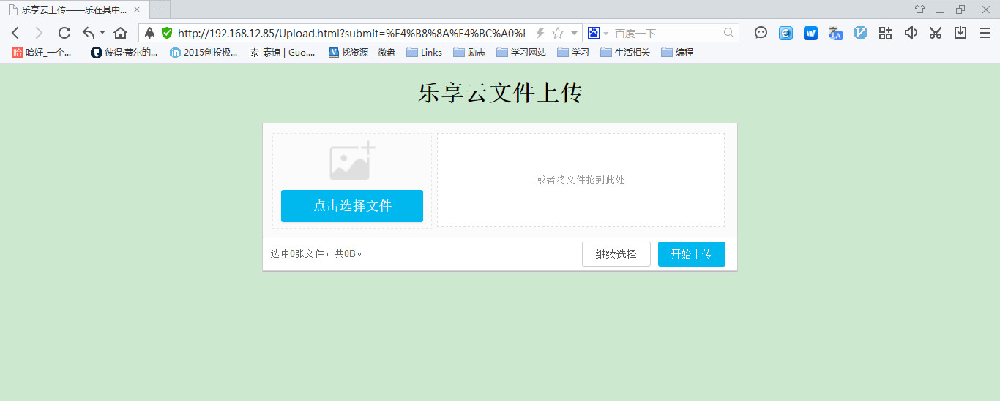 乐享云上传——乐在其中...
http://192.168.12.85/Upload.html?submit=%E4%B8%8A%E4%BC%A0%I
百度一下
哈好_一个... 彼得·蒂尔的... 2015创投极... 素锦 | Guo.... 找资源 - 微盘 Links 励志 学习网站 学习 生活相关 编程
乐享云文件上传
点击选择文件
或者将文件拖到此处
选中0张文件，共0B。
继续选择
开始上传